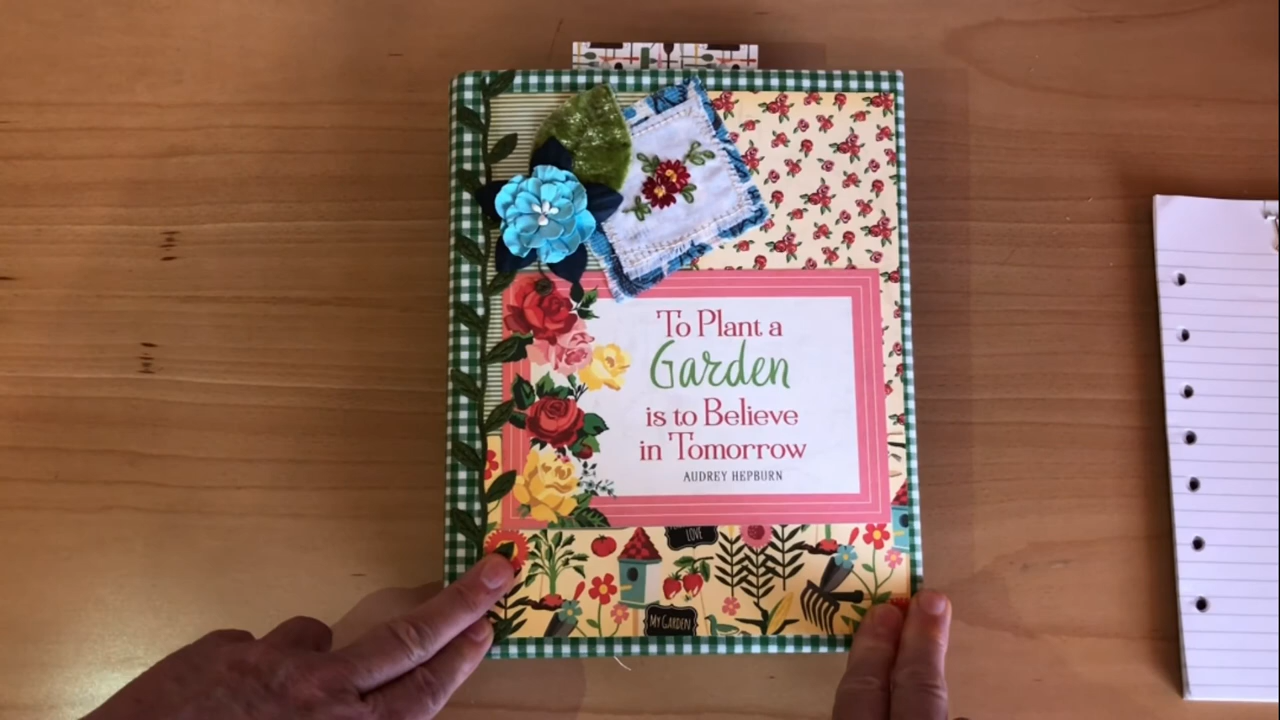 To Plant a
Garden
is to Believe
in Tomorrow
AUDREY HEPBURN
LOVE
MY GARDEN